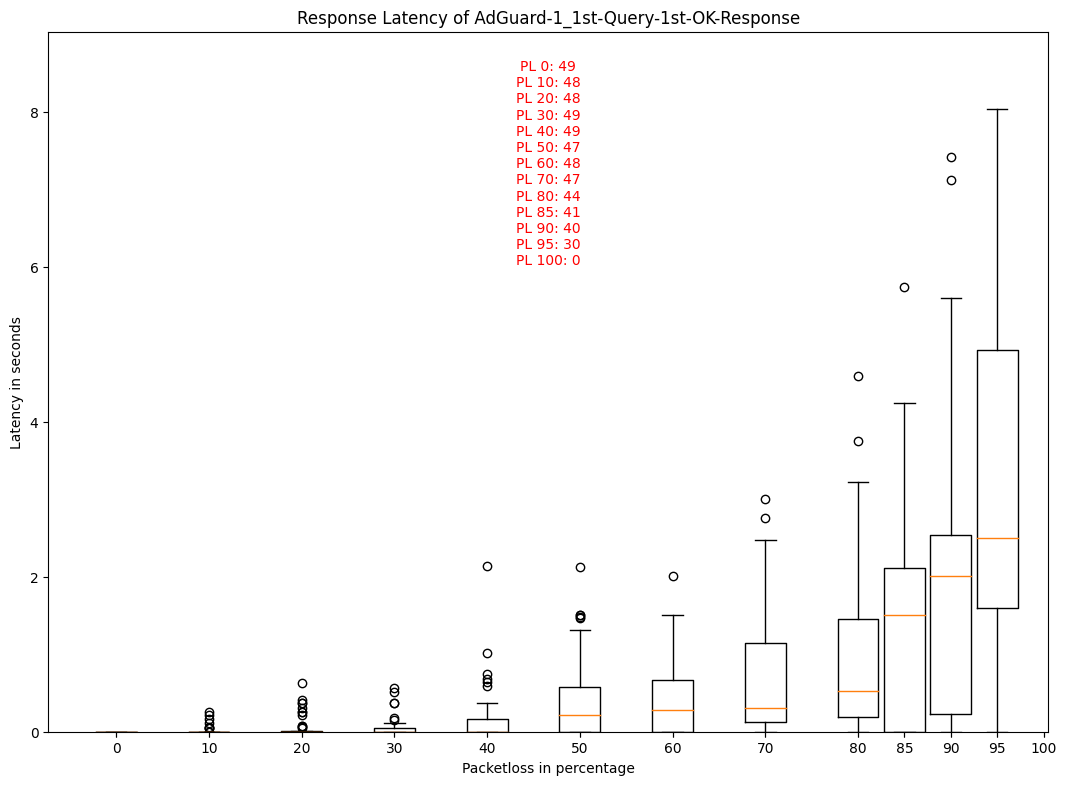 Response Latency of AdGuard-1_1st-Query-1st-OK-Response
PL 0: 49
PL 10: 48
PL 20: 48
PL 30: 49
PL 40: 49
PL 50: 47
PL 60: 48
PL 70: 47
PL 80: 44
PL 85: 41
PL 90: 40
PL 95: 30
PL 100: 0
Latency in seconds
8
6
4
2
0
0 10 20 30 40 50 60 70 80 85 90 95 100
Packetloss in percentage